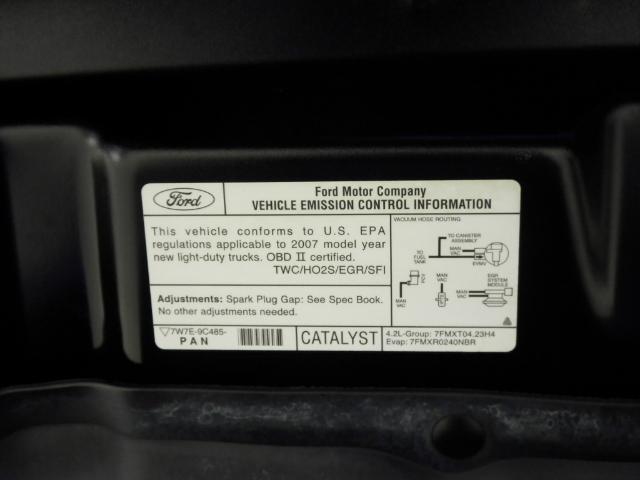 Ford
Ford Motor Company
VEHICLE EMISSION CONTROL INFORMATION
This vehicle conforms to U.S. EPA
regulations applicable to 2007 model year
new light-duty trucks. OBD II certified.
TWC/HO2S/EGR/SFI
Adjustments: Spark Plug Gap: See Spec Book.
No other adjustments needed.
VACUUM HOSE ROUTING
TO CANISTER
ASSEMBLY
MAN
VAC
TO
FUEL
TANK
EVMV
MAN
VAC
PCV
MAN
VAC
EGR
SYSTEM
MODULE
▽7W7E-9C485-
PAN
CATALYST
4.2L-Group: 7FMXT04.23H4
Evap: 7FMXR0240NBR